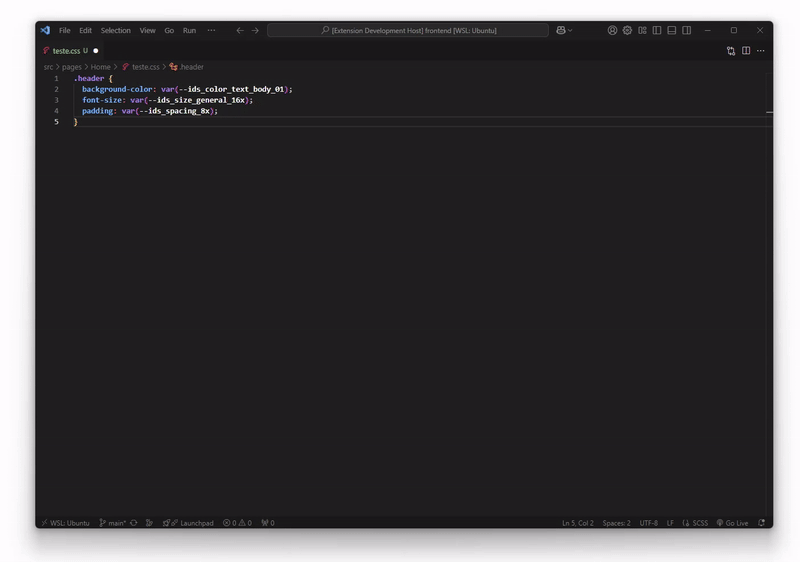 File Edit Selection View Go Run ··· [Extension Development Host] frontend [WSL: Ubuntu]
teste.css U
src > pages > Home > teste.css > .header
1 .header {
2 background-color: var(--ids_color_text_body_01);
3 font-size: var(--ids_size_general_16x);
4 padding: var(--ids_spacing_8x);
5 }
WSL: Ubuntu main* Launchpad 0 0 0 Ln 5, Col 2 Spaces: 2 UTF-8 LF SCSS Go Live